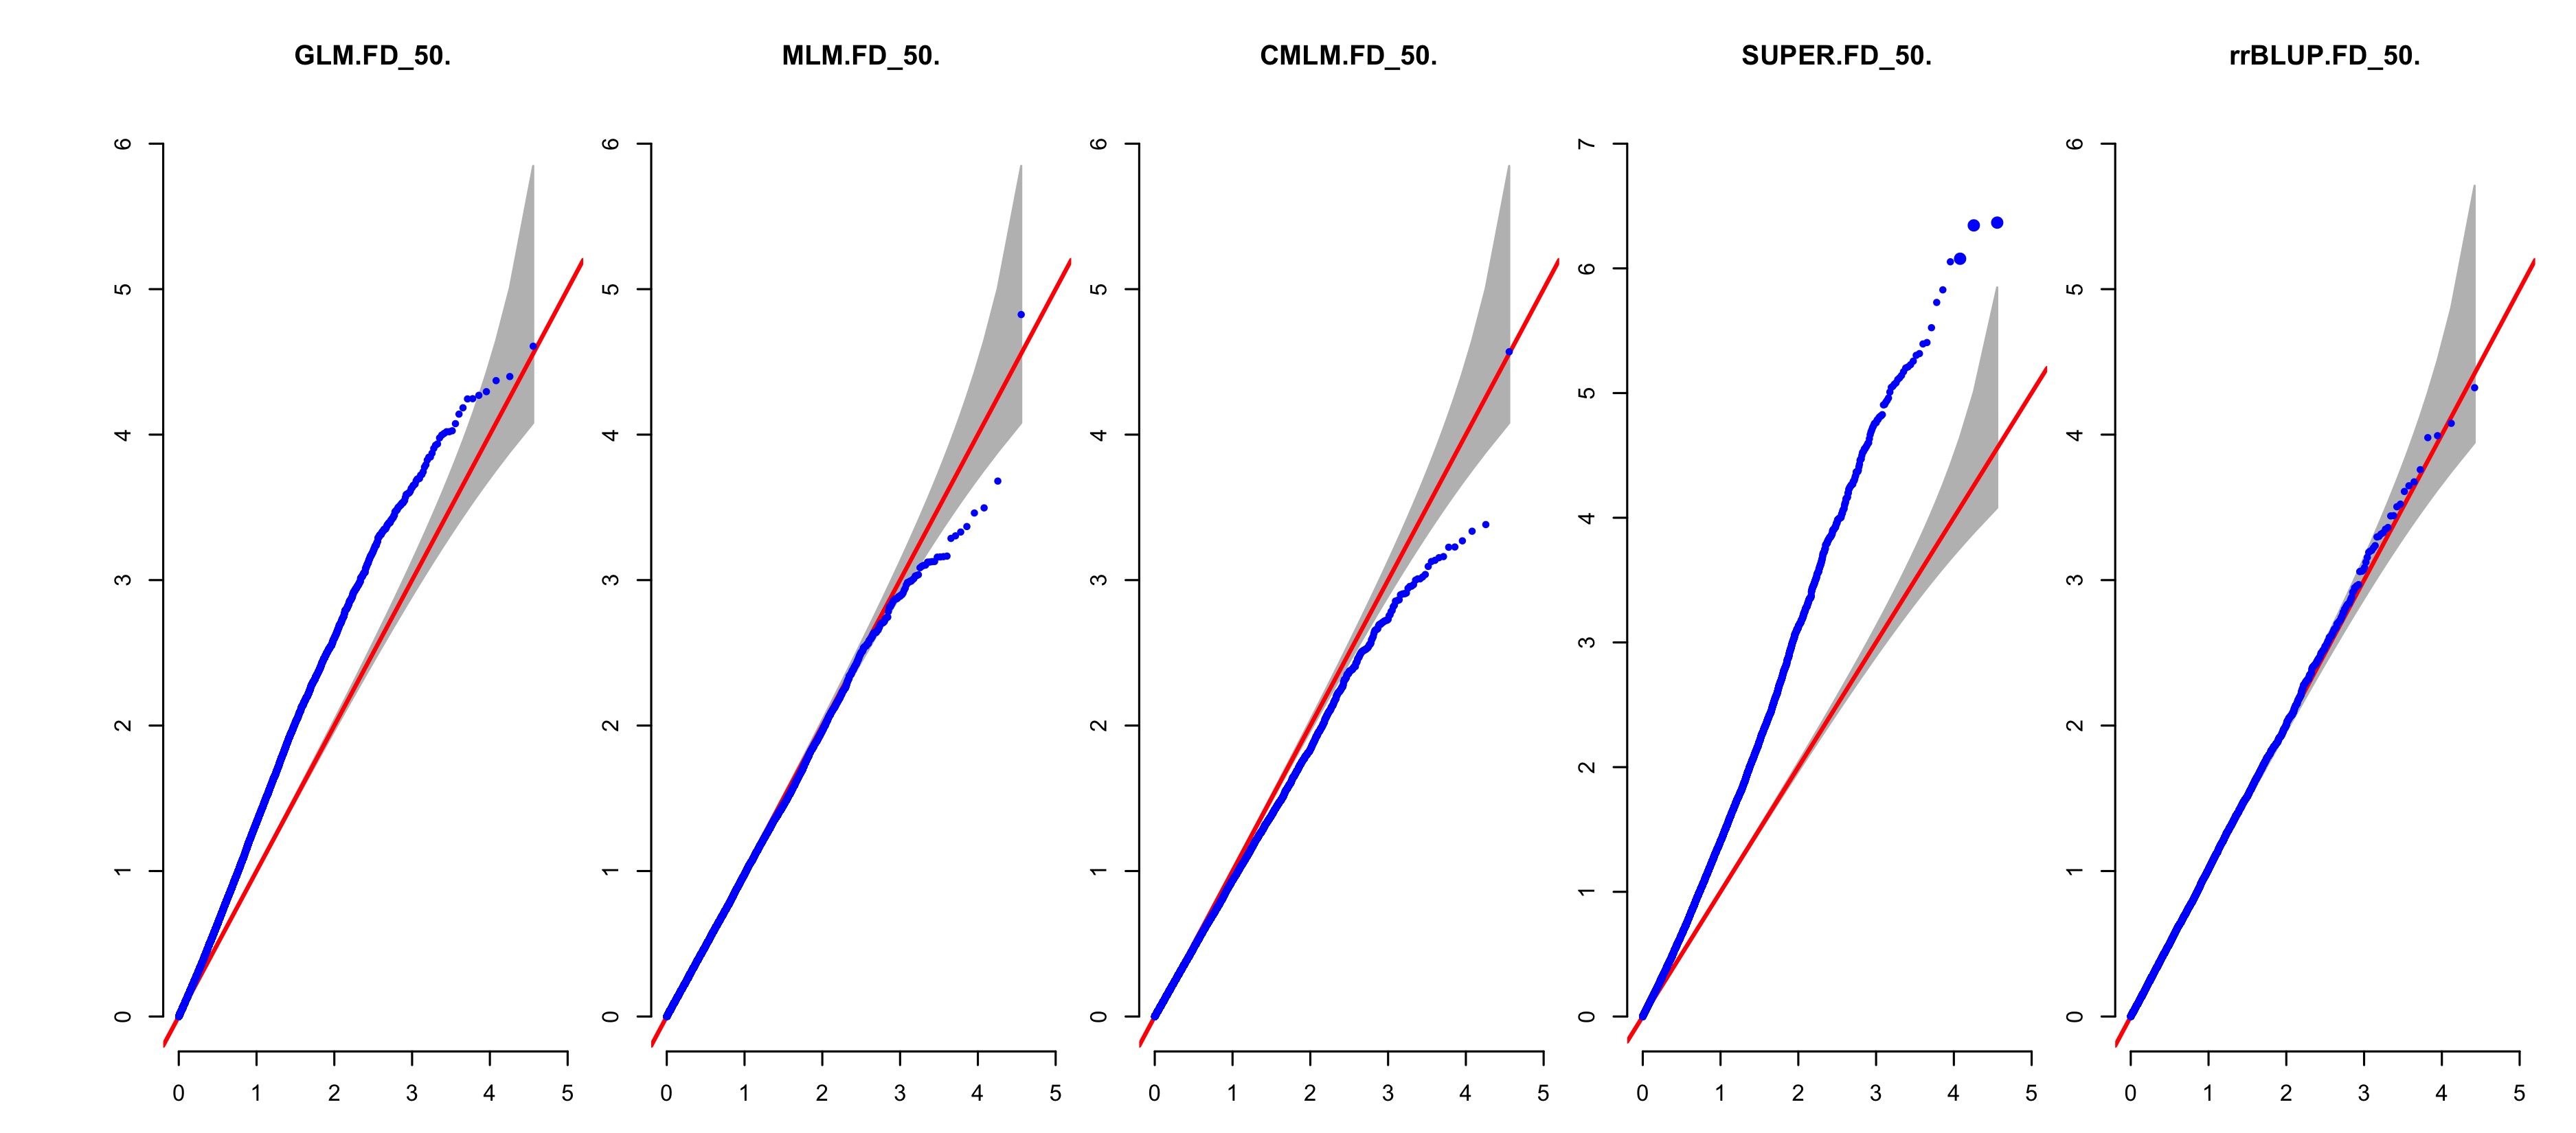 GLM.FD_50. MLM.FD_50. CMLM.FD_50. SUPER.FD_50. rrBLUP.FD_50.
6 6 6 7 6
5 5 5 6 5
4 4 4 5 4
3 3 3 4 3
2 2 2 3 2
1 1 1 2 1
0 0 0 1 0
0
0 1 2 3 4 5 0 1 2 3 4 5 0 1 2 3 4 5 0 1 2 3 4 5 0 1 2 3 4 5